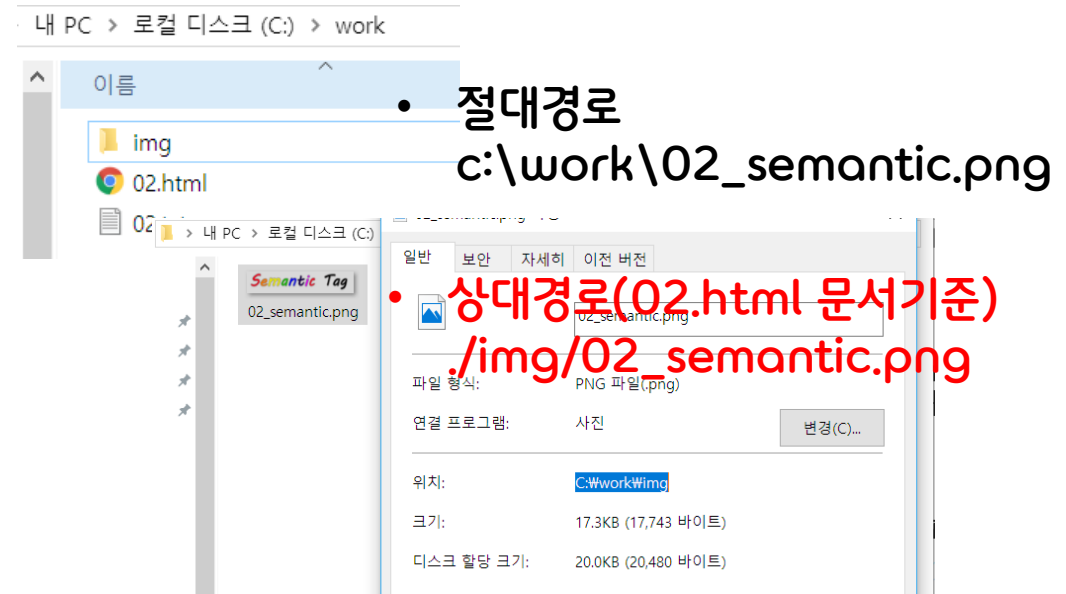 내 PC > 로컬 디스크 (C:) > work
이름
img
02.html
02
• 절대경로
c:\work\02_semantic.png
> 내 PC > 로컬 디스크 (C:)
Semantic Tag
02_semantic.png
일반 보안 자세히 이전 버전
• 상대경로(02.html 문서기준)
./img/02_semantic.png
02_semantic.png
파일 형식: PNG 파일(.png)
연결 프로그램: 사진 변경(C)...
위치: C:₩work₩img
크기: 17.3KB (17,743 바이트)
디스크 할당 크기: 20.0KB (20,480 바이트)